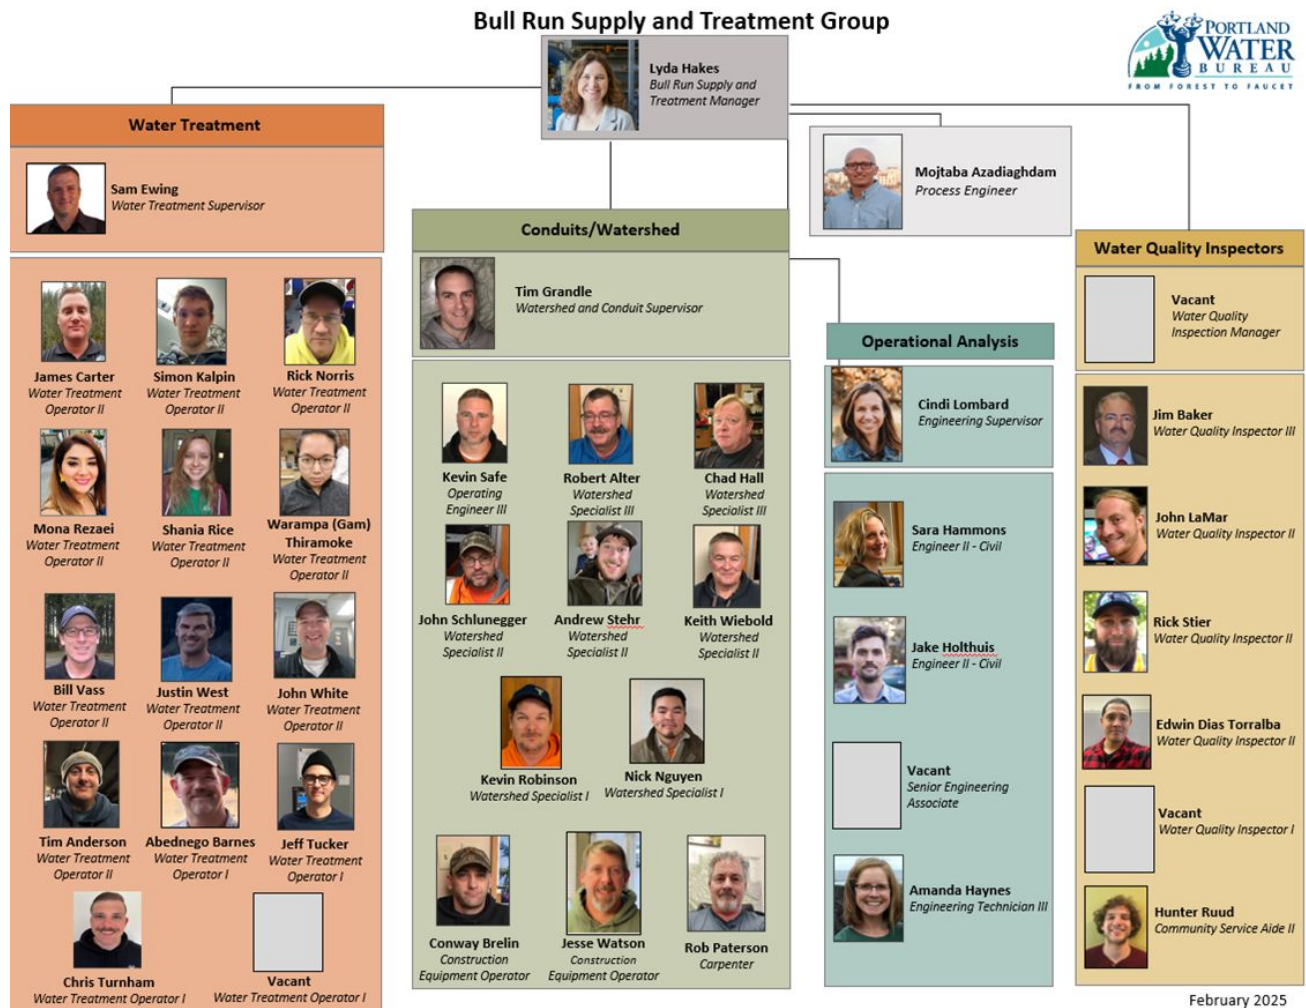 Bull Run Supply and Treatment Group
PORTLAND
WATER
BUREAU
FROM FOREST TO FAUCET
Lyda Hakes
Bull Run Supply and
Treatment Manager
Water Treatment
Sam Ewing
Water Treatment Supervisor
James Carter
Water Treatment
Operator II
Simon Kalpin
Water Treatment
Operator II
Rick Norris
Water Treatment
Operator II
Mona Rezaei
Water Treatment
Operator II
Shania Rice
Water Treatment
Operator II
Warampa (Gam)
Thiramoke
Water Treatment
Operator II
Bill Vass
Water Treatment
Operator II
Justin West
Water Treatment
Operator II
John White
Water Treatment
Operator II
Tim Anderson
Water Treatment
Operator II
Abednego Barnes
Water Treatment
Operator I
Jeff Tucker
Water Treatment
Operator I
Chris Turnham
Water Treatment Operator I
Vacant
Water Treatment Operator I
Conduits/Watershed
Tim Grandle
Watershed and Conduit Supervisor
Kevin Safe
Operating
Engineer III
Robert Alter
Watershed
Specialist III
Chad Hall
Watershed
Specialist III
John Schlunegger
Watershed
Specialist II
Andrew Stehr
Watershed
Specialist II
Keith Wiebold
Watershed
Specialist II
Kevin Robinson
Watershed Specialist I
Nick Nguyen
Watershed Specialist I
Conway Brelin
Construction
Equipment Operator
Jesse Watson
Construction
Equipment Operator
Rob Paterson
Carpenter
Mojtaba Azadiaghdam
Process Engineer
Operational Analysis
Cindi Lombard
Engineering Supervisor
Sara Hammons
Engineer II - Civil
Jake Holthuis
Engineer II - Civil
Vacant
Senior Engineering
Associate
Amanda Haynes
Engineering Technician III
Water Quality Inspectors
Vacant
Water Quality
Inspection Manager
Jim Baker
Water Quality Inspector III
John LaMar
Water Quality Inspector II
Rick Stier
Water Quality Inspector II
Edwin Dias Torralba
Water Quality Inspector II
Vacant
Water Quality Inspector I
Hunter Ruud
Community Service Aide II
February 2025